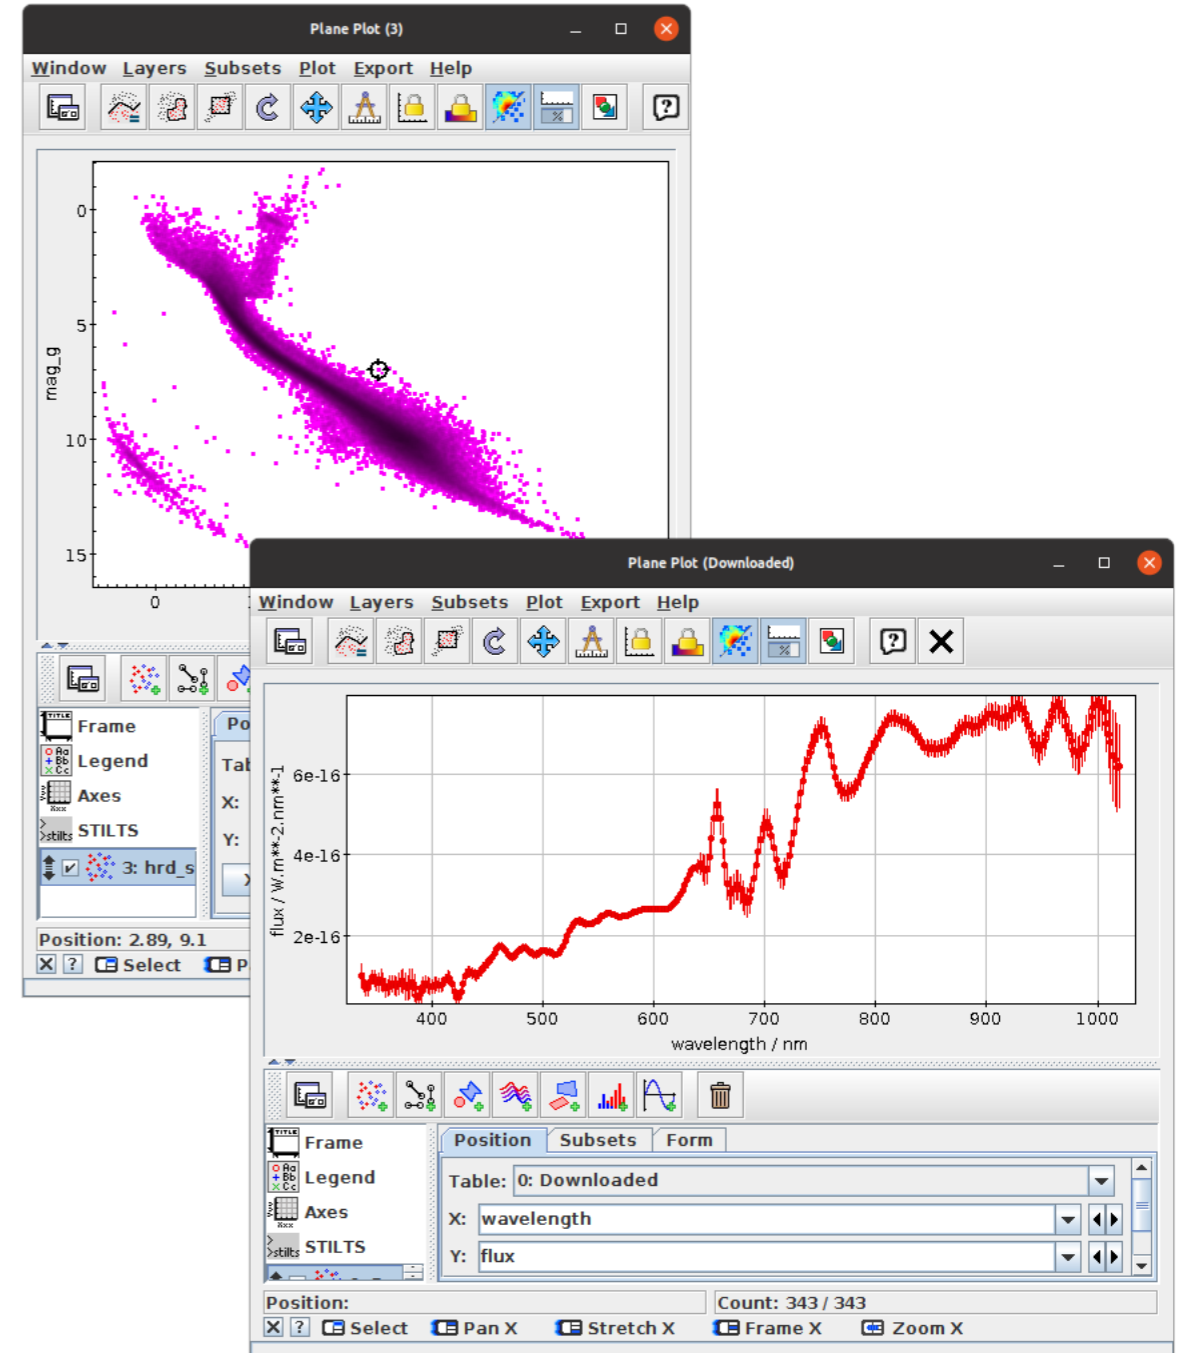 Plane Plot (3)
Window Layers Subsets Plot Export Help
0
5
10
15
mag_g
0
Plane Plot (Downloaded)
Window Layers Subsets Plot Export Help
Frame
Legend
Axes
STILTS
3: hrd_s
Po
Tab
X:
Y:
Position: 2.89, 9.1
Select P
6e-16
4e-16
2e-16
flux / W.m**-2.nm**-1
400 500 600 700 800 900 1000
wavelength / nm
Frame
Legend
Axes
STILTS
Position Subsets Form
Table: 0: Downloaded
X: wavelength
Y: flux
Position:
Count: 343 / 343
Select Pan X Stretch X Frame X Zoom X